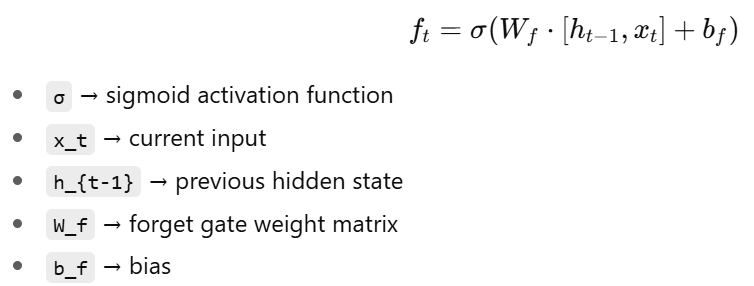 f_t = σ(W_f · [h_{t−1}, x_t] + b_f)
• σ → sigmoid activation function
• x_t → current input
• h_{t-1} → previous hidden state
• W_f → forget gate weight matrix
• b_f → bias